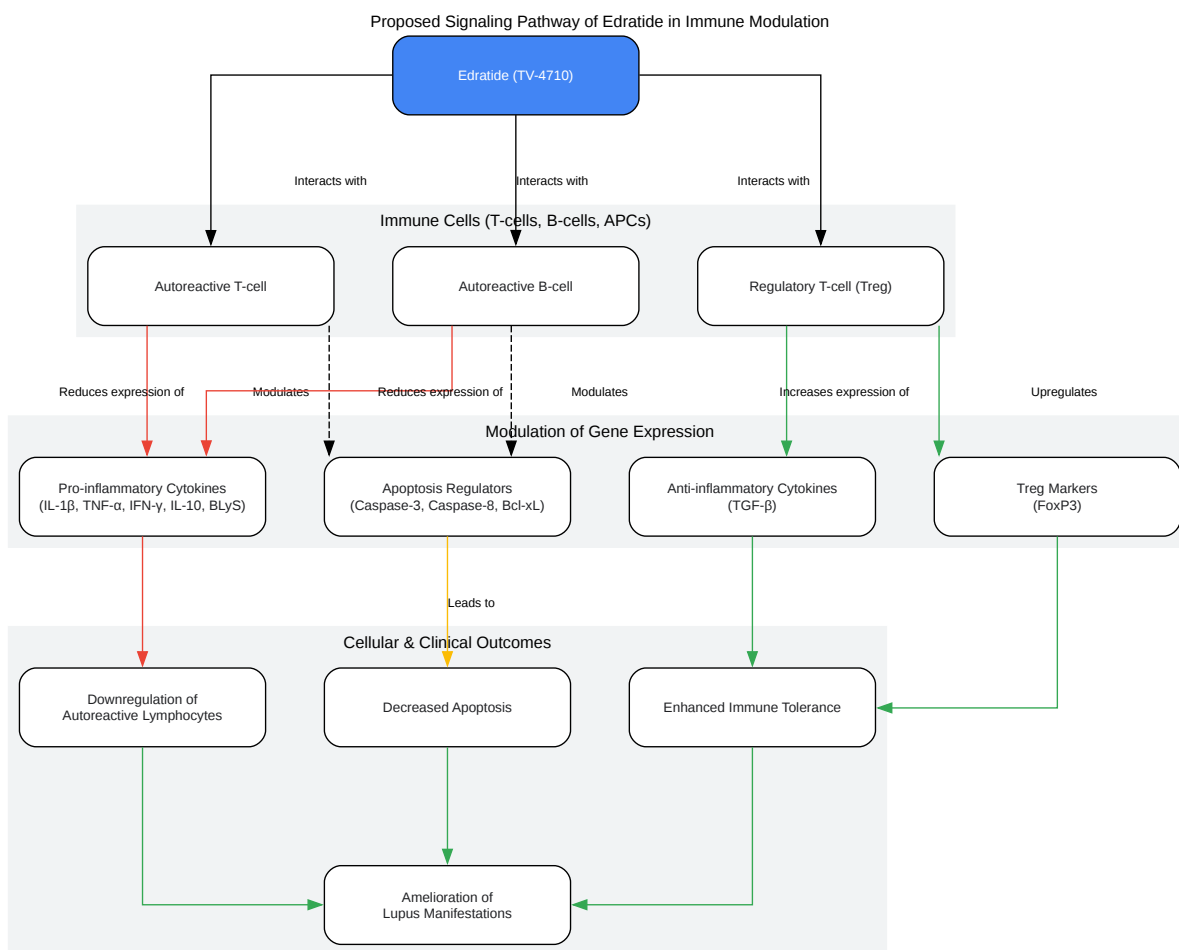 Proposed Signaling Pathway of Edratide in Immune Modulation
Edratide (TV-4710)
Interacts with
Interacts with
Interacts with
Immune Cells (T-cells, B-cells, APCs)
Autoreactive T-cell
Autoreactive B-cell
Regulatory T-cell (Treg)
Reduces expression of
Modulates
Reduces expression of
Modulates
Increases expression of
Upregulates
Modulation of Gene Expression
Pro-inflammatory Cytokines
(IL-1β, TNF-α, IFN-γ, IL-10, BLyS)
Apoptosis Regulators
(Caspase-3, Caspase-8, Bcl-xL)
Anti-inflammatory Cytokines
(TGF-β)
Treg Markers
(FoxP3)
Leads to
Cellular & Clinical Outcomes
Downregulation of
Autoreactive Lymphocytes
Decreased Apoptosis
Enhanced Immune Tolerance
Amelioration of
Lupus Manifestations